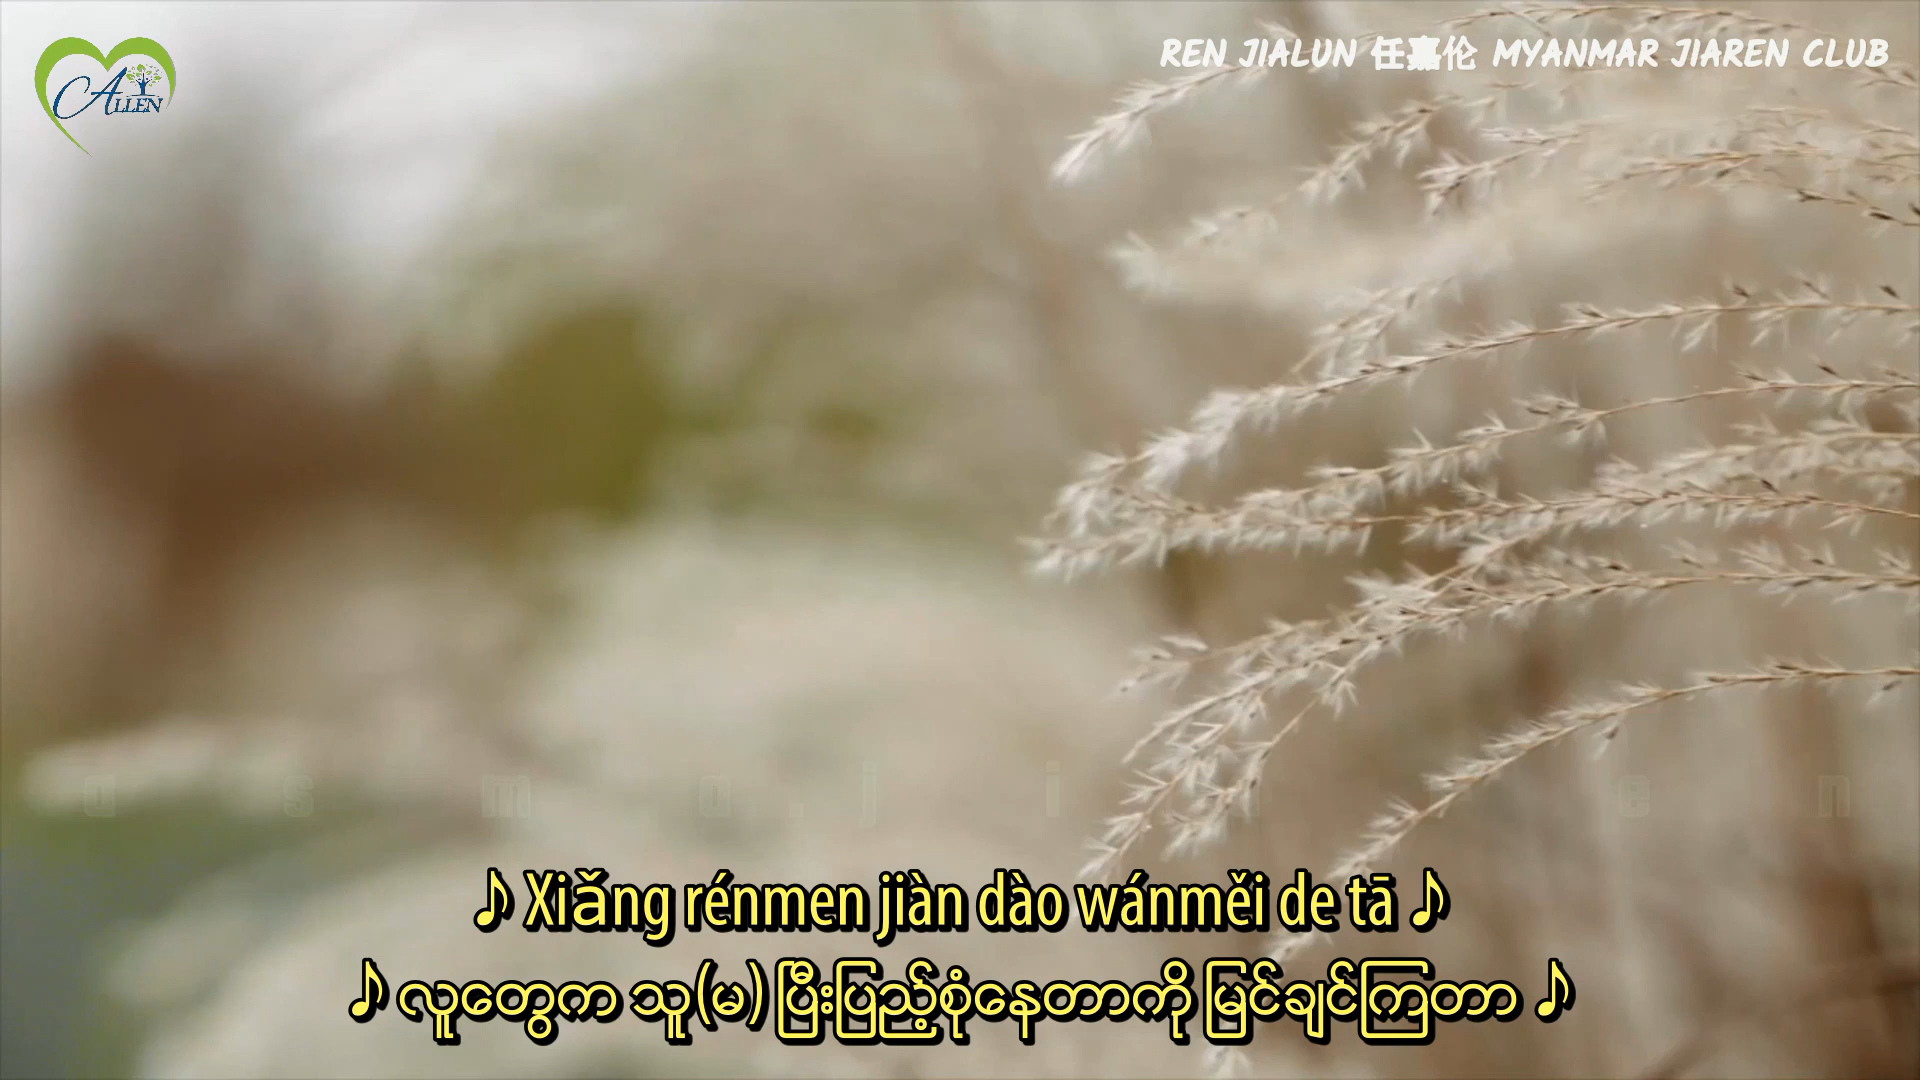 ALLEN
REN JIALUN 任嘉伦 MYANMAR JIAREN CLUB
♪ Xiǎng rénmen jiàn dào wánměi de tā ♪
♪ လူတွေက သူ(မ) ပြီးပြည့်စုံနေတာကို မြင်ချင်ကြတာ ♪